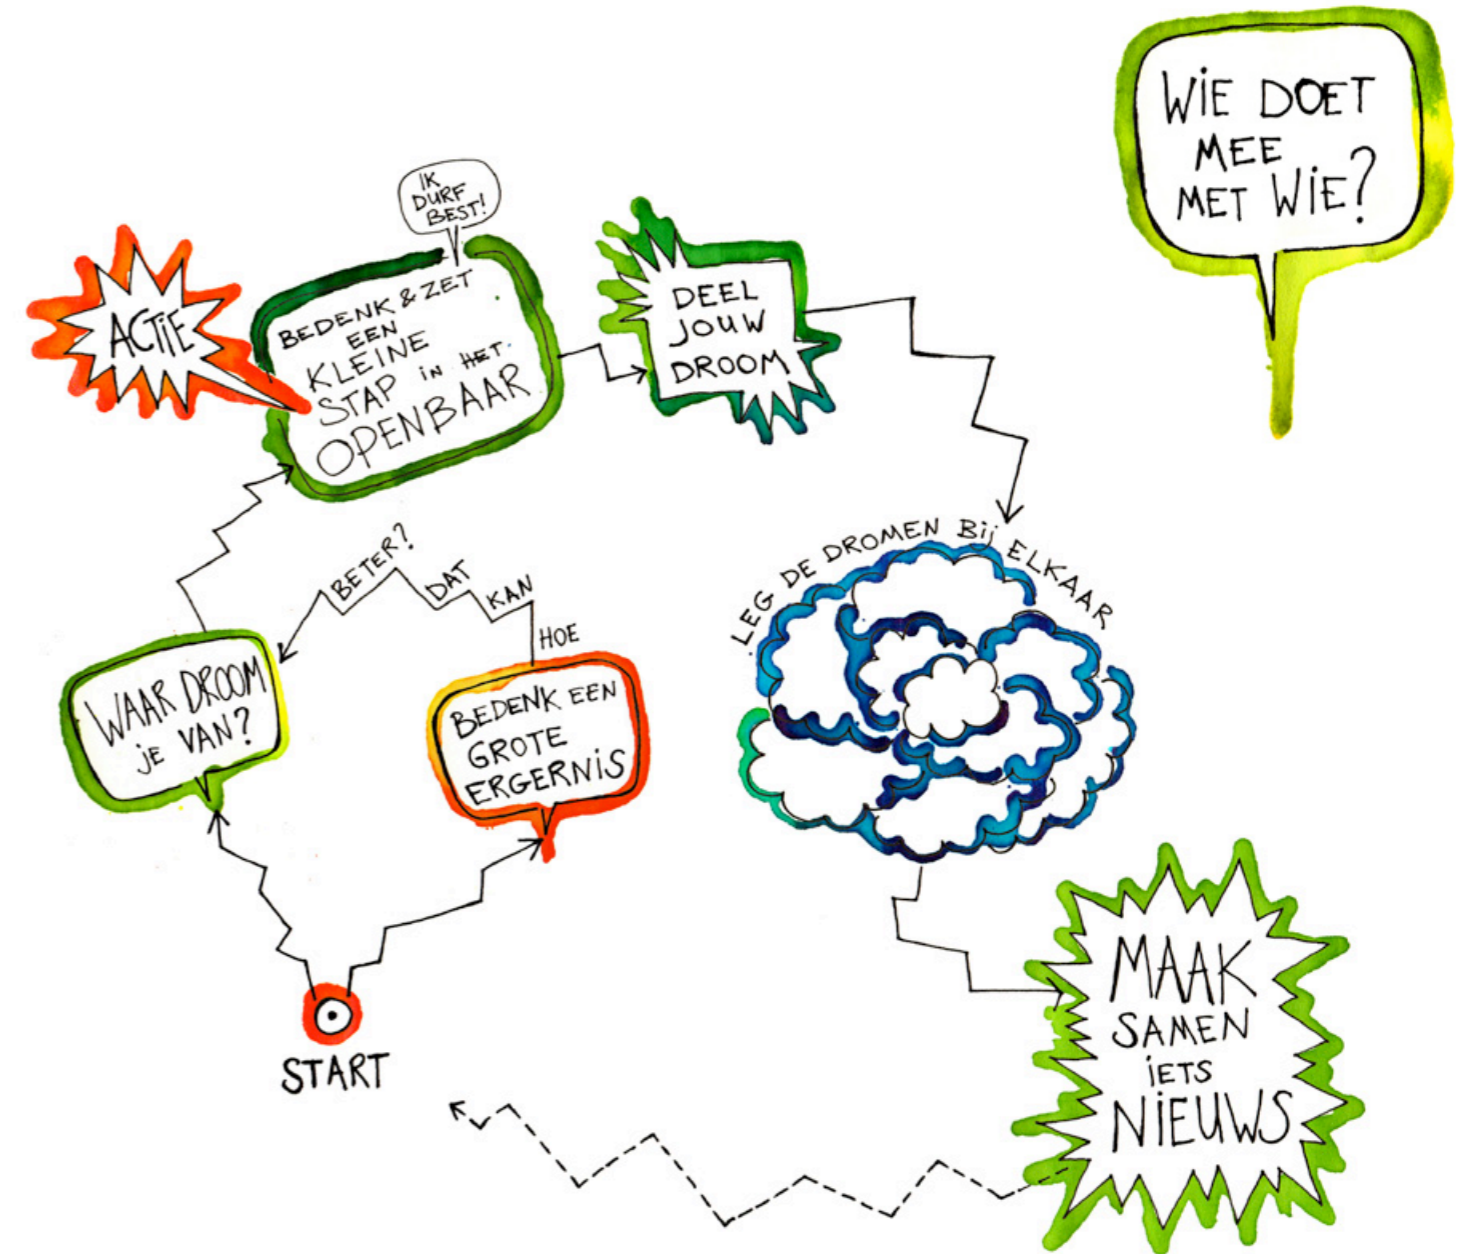 WIE DOET
MEE
MET WIE?
IK
DURF
BEST!
ACTIE
BEDENK & ZET
EEN
KLEINE
STAP IN HET
OPENBAAR
DEEL
JOUW
DROOM
LEG DE DROMEN BIJ ELKAAR
HOE KAN DAT BETER?
WAAR DROOM
JE VAN?
BEDENK EEN
GROTE
ERGERNIS
START
MAAK
SAMEN
IETS
NIEUWS